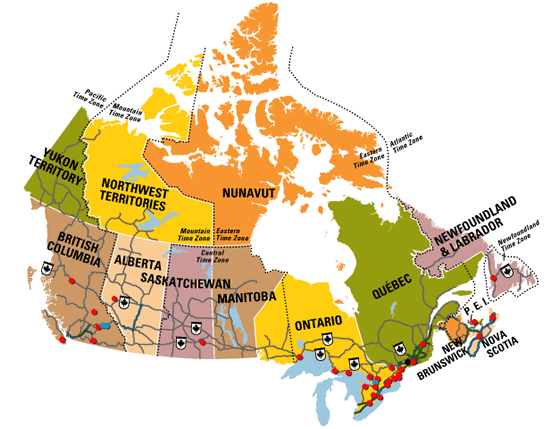 Pacific
Time Zone
Mountain
Time Zone
Eastern
Time Zone
Atlantic
Time Zone
YUKON
TERRITORY
NORTHWEST
TERRITORIES
NUNAVUT
Mountain
Time Zone
Eastern
Time Zone
Central
Time Zone
NEWFOUNDLAND
& LABRADOR
Newfoundland
Time Zone
BRITISH
COLUMBIA
ALBERTA
SASKATCHEWAN
MANITOBA
ONTARIO
QUÉBEC
P. E. I.
NEW
BRUNSWICK
NOVA
SCOTIA